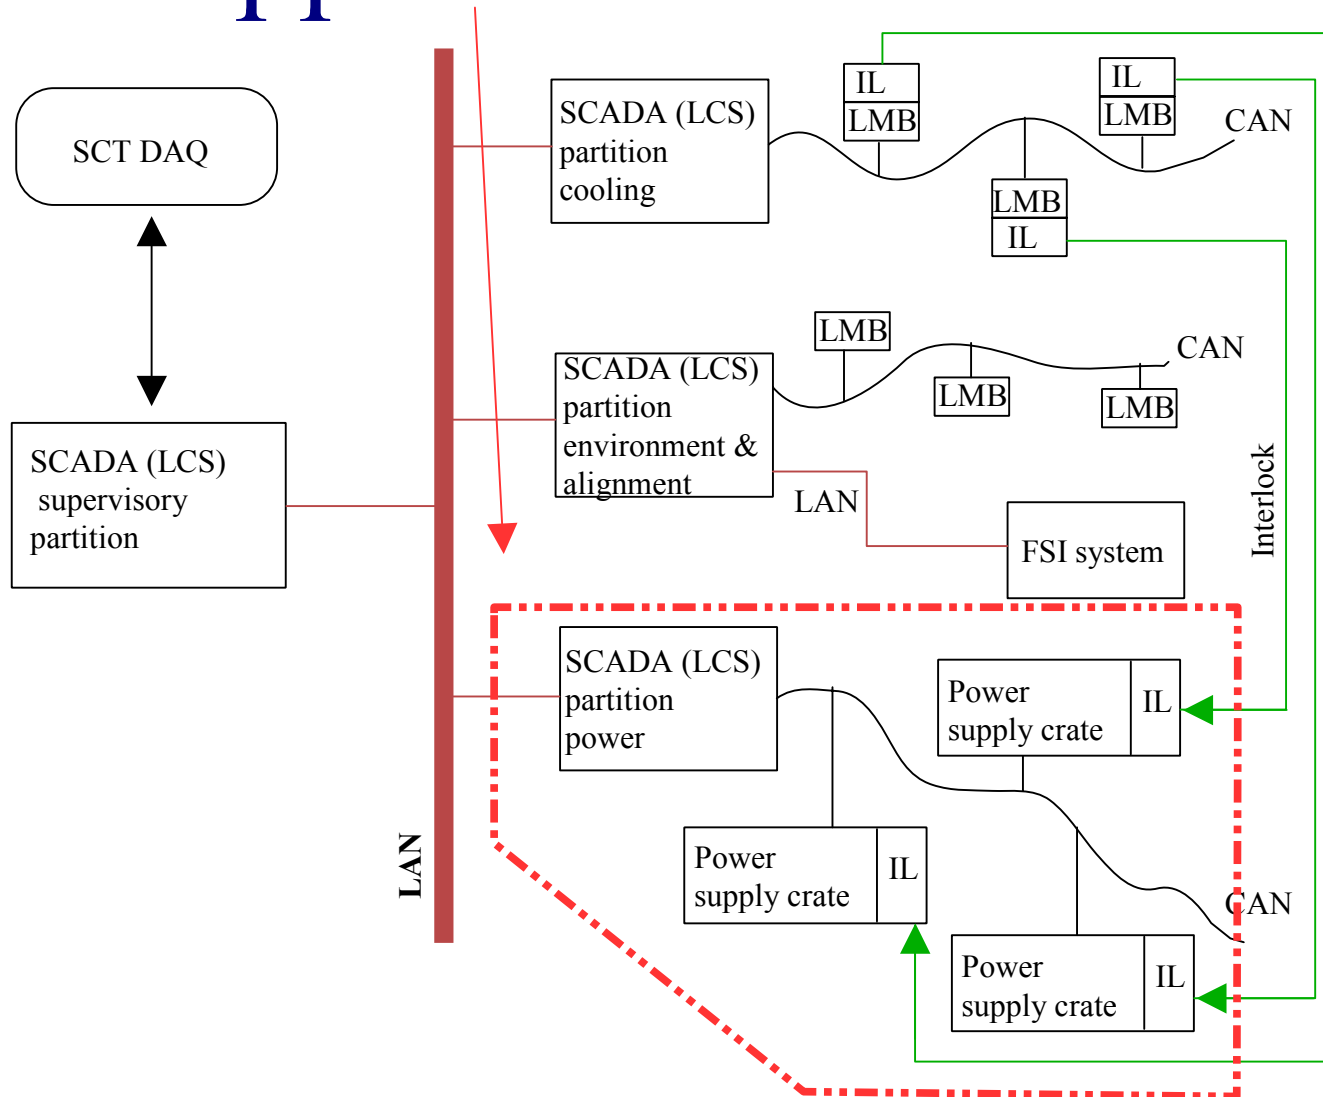 SCT DAQ
SCADA (LCS)
supervisory
partition
LAN
SCADA (LCS)
partition
cooling
IL
LMB
LMB
IL
IL
LMB
CAN
SCADA (LCS)
partition
environment &
alignment
LMB
LMB
LMB
CAN
LAN
FSI system
Interlock
SCADA (LCS)
partition
power
Power
supply crate
IL
Power
supply crate
IL
Power
supply crate
IL
CAN